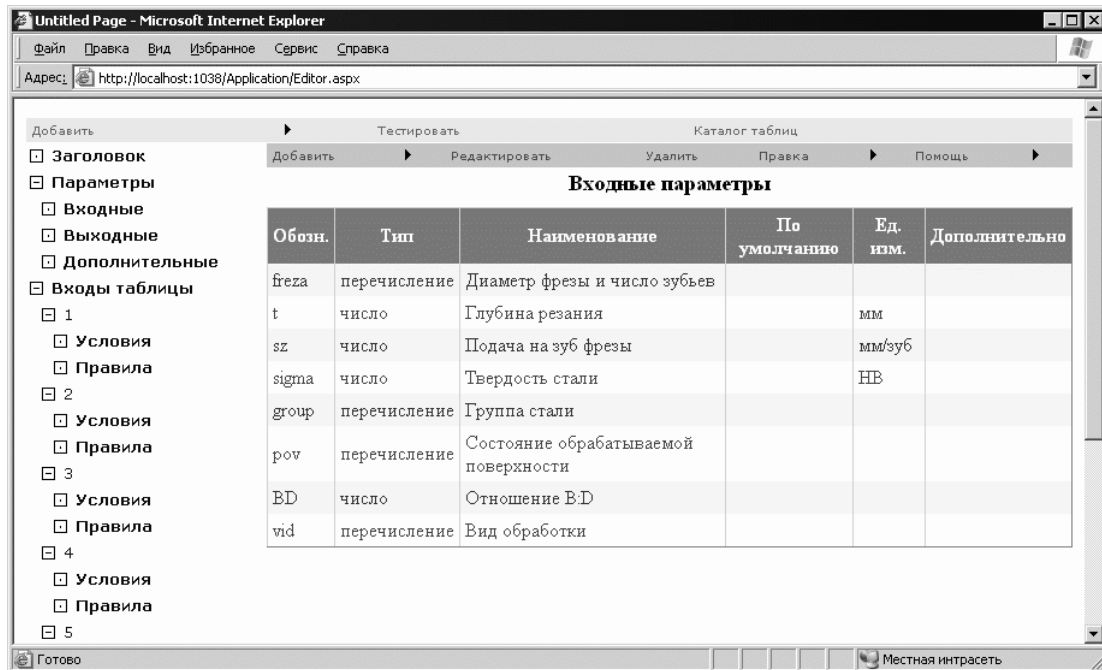 Untitled Page - Microsoft Internet Explorer
Файл Правка Вид Избранное Сервис Справка
Адрес: http://localhost:1038/Application/Editor.aspx
Добавить Тестировать Каталог таблиц
Добавить Редактировать Удалить Правка Помощь
Заголовок
Параметры
Входные
Выходные
Дополнительные
Входы таблицы
1
Условия
Правила
2
Условия
Правила
3
Условия
Правила
4
Условия
Правила
5
Входные параметры
Обозн. Тип Наименование По умолчанию Ед. изм. Дополнительно
freza перечисление Диаметр фрезы и число зубьев
t число Глубина резания мм
sz число Подача на зуб фрезы мм/зуб
sigma число Твердость стали HB
group перечисление Группа стали
pov перечисление Состояние обрабатываемой поверхности
BD число Отношение B:D
vid перечисление Вид обработки
Готово Местная интрасеть